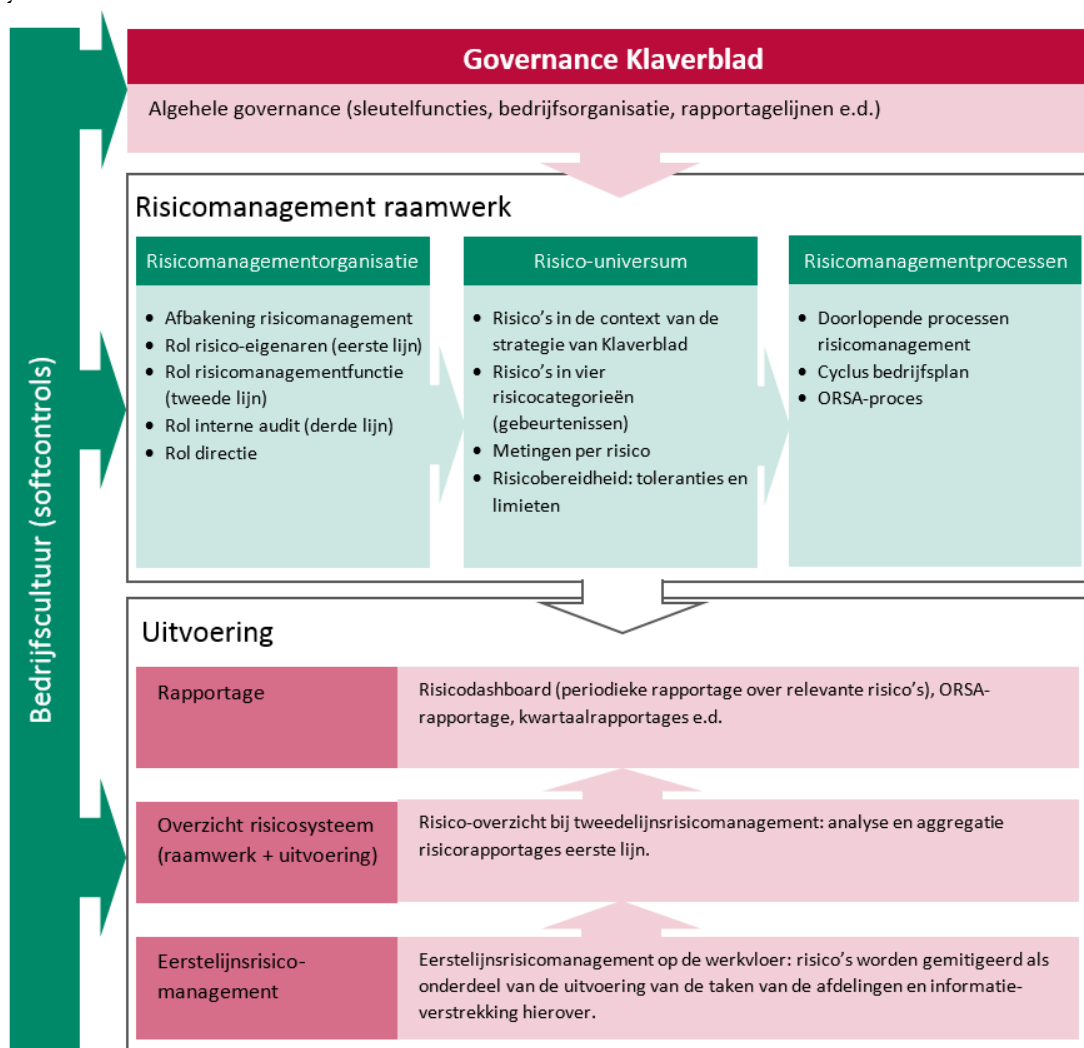 Governance Klaverblad
Algehele governance (sleutelfuncties, bedrijfsorganisatie, rapportagelijnen e.d.)
Bedrijfscultuur (softcontrols)
Risicomanagement raamwerk
Risicomanagementorganisatie
• Afbakening risicomanagement
• Rol risico-eigenaren (eerste lijn)
• Rol risicomanagementfunctie
(tweede lijn)
• Rol interne audit (derde lijn)
• Rol directie
Risico-universum
• Risico's in de context van de
strategie van Klaverblad
• Risico's in vier
risicocategorieën
(gebeurtenissen)
• Metingen per risico
• Risicobereidheid: toleranties en
limieten
Risicomanagementprocessen
• Doorlopende processen
risicomanagement
• Cyclus bedrijfsplan
• ORSA-proces
Uitvoering
Rapportage
Risicodashboard (periodieke rapportage over relevante risico's), ORSA-
rapportage, kwartaalrapportages e.d.
Overzicht risicosysteem
(raamwerk + uitvoering)
Risico-overzicht bij tweedelijnsrisicomanagement: analyse en aggregatie
risicorapportages eerste lijn.
Eerstelijnsrisico-
management
Eerstelijnsrisicomanagement op de werkvloer: risico's worden gemitigeerd als
onderdeel van de uitvoering van de taken van de afdelingen en informatie-
verstrekking hierover.